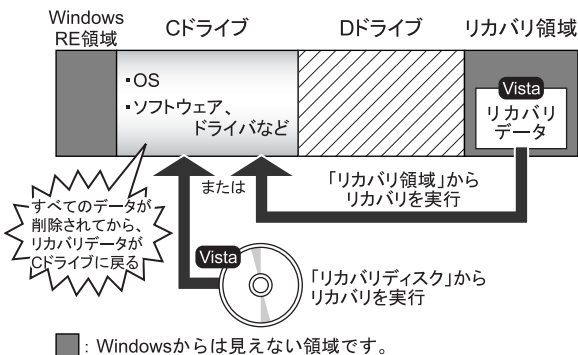 Windows
RE領域
Cドライブ
Dドライブ
リカバリ領域
・OS
・ソフトウェア、
ドライバなど
Vista
リカバリ
データ
または
「リカバリ領域」から
リカバリを実行
すべてのデータが
削除されてから、
リカバリデータが
Cドライブに戻る
Vista
「リカバリディスク」から
リカバリを実行
：Windowsからは見えない領域です。